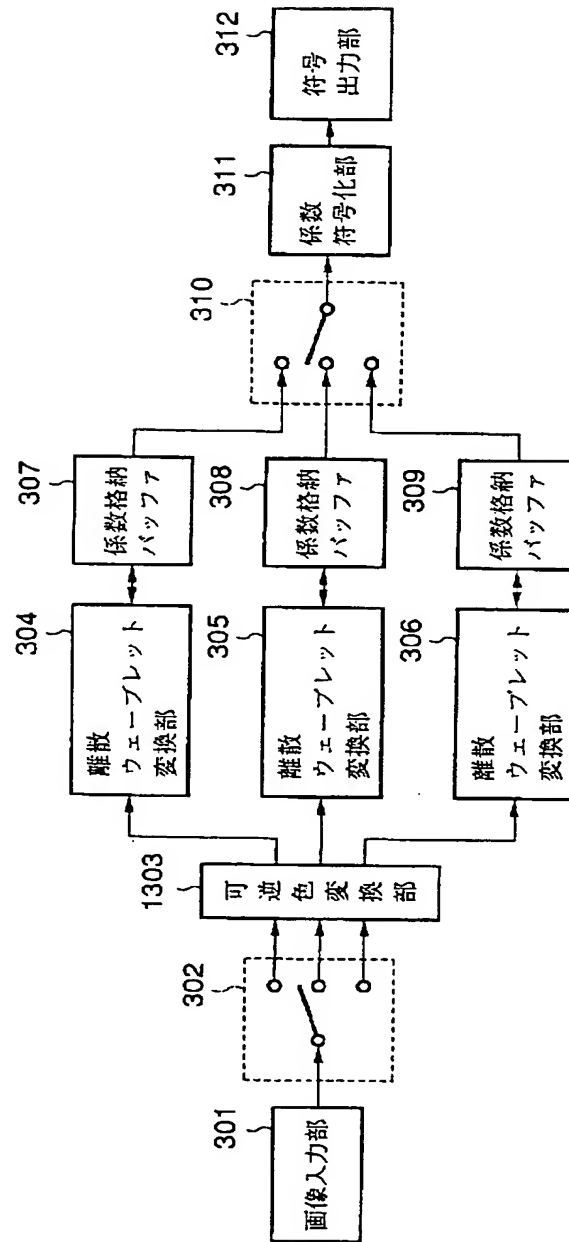 301
画像入力部
302
1303
可逆色変換部
304
離散
ウェーブレット
変換部
305
離散
ウェーブレット
変換部
306
離散
ウェーブレット
変換部
307
係数格納
バッファ
308
係数格納
バッファ
309
係数格納
バッファ
310
311
係数
符号化部
312
符号
出力部